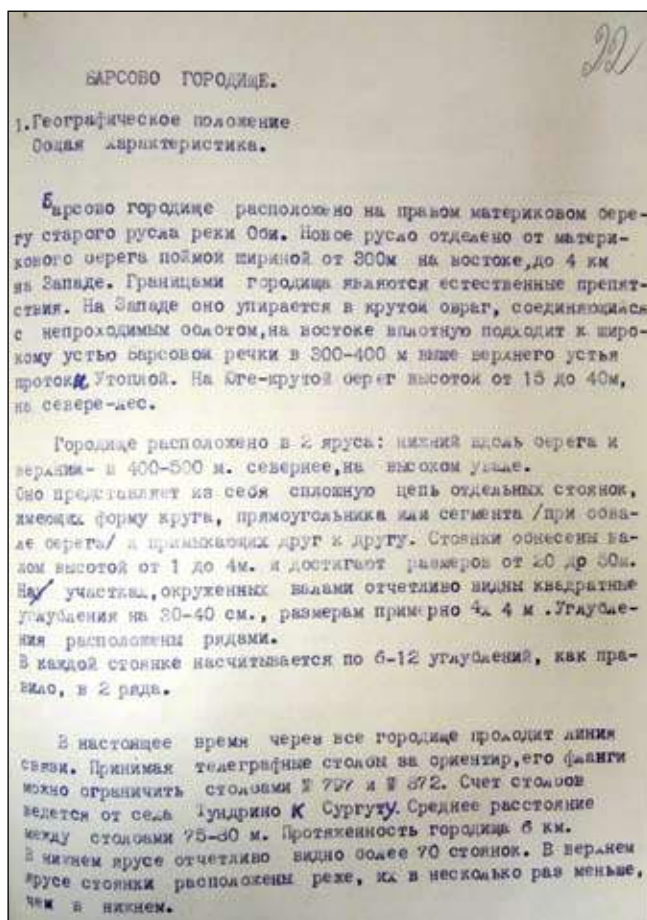 22
БАРСОВО ГОРОДИЩЕ.
1.Географическое положение
Общая характеристика.
Барсово городище расположено на правом материковом бере-
гу старого русла реки Оби. Новое русло отделено от матери-
кового берега поймой шириной от 300м на востоке,до 4 км
на Западе. Границами городища являются естественные препят-
ствия. На Западе оно упирается в крутой овраг, соединяющийся
с непроходимым болотом,на востоке вплотную подходит к широ-
кому устью Барсовой речки в 300-400 м выше верхнего устья
протоки Утоплой. На Юге-крутой берег высотой от 15 до 40м,
на севере-лес.
Городище расположено в 2 яруса: нижний вдоль берега и
верхний- в 400-500 м. севернее,на высоком увале.
Оно представляет из себя сплошную цепь отдельных стоянок,
имеющих форму круга, прямоугольника или сегмента /при обва-
ле берега/ и примыкающих друг к другу. Стоянки обнесены ва-
лом высотой от 1 до 4м. и достигают размеров от 20 до 50м.
На участках,окруженных валами отчетливо видны квадратные
углубления на 30-40 см., размерам примерно 4х 4 м .Углубле-
ния расположены рядами.
В каждой стоянке насчитывается по 6-12 углублений, как пра-
вило, в 2 ряда.
В настоящее время через все городище проходит линия
связи. Принимая телеграфные столбы за ориентир,его фланги
можно ограничить столбами № 797 и № 872. Счет столбов
ведется от села Тундрино к Сургуту. Среднее расстояние
между столбами 75-80 м. Протяженность городища 6 км.
В нижнем ярусе отчетливо видно более 70 стоянок. В верхнем
ярусе стоянки расположены реже, их в несколько раз меньше,
чем в нижнем.